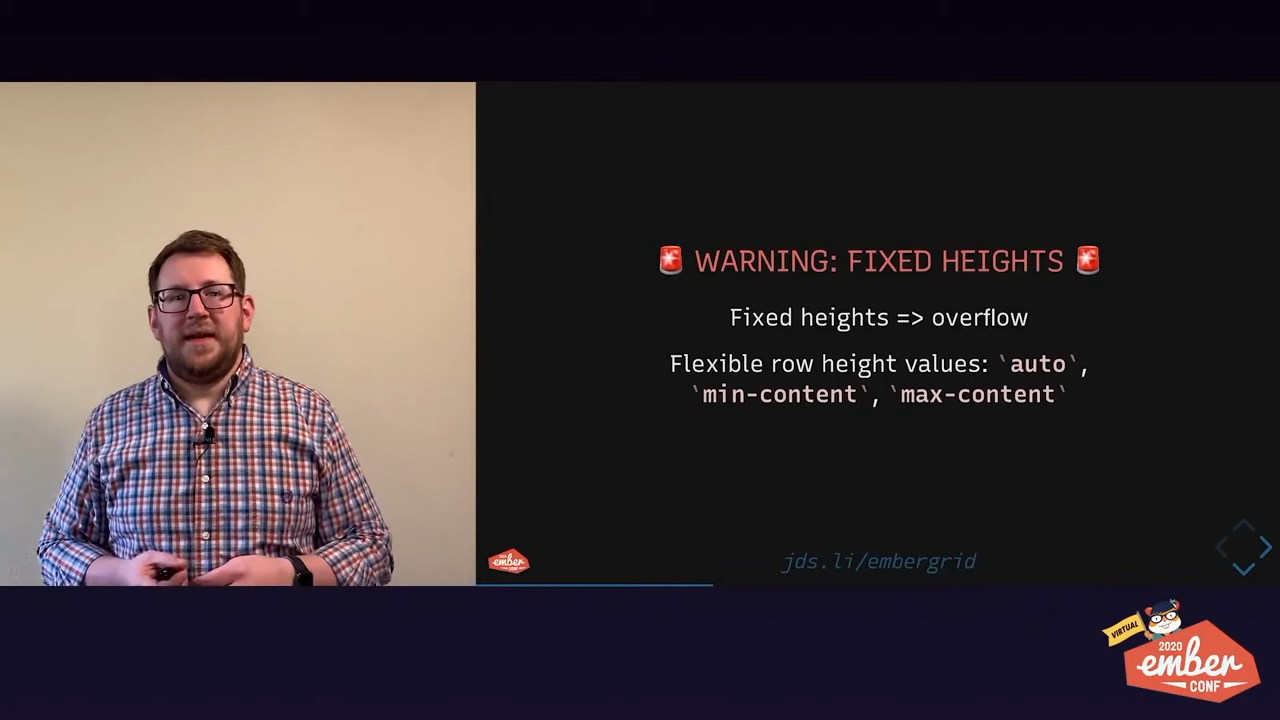 🚨 WARNING: FIXED HEIGHTS 🚨
Fixed heights => overflow
Flexible row height values: `auto`,
`min-content`, `max-content`
ember
CONF
jds.li/embergrid
VIRTUAL
2020
ember
CONF